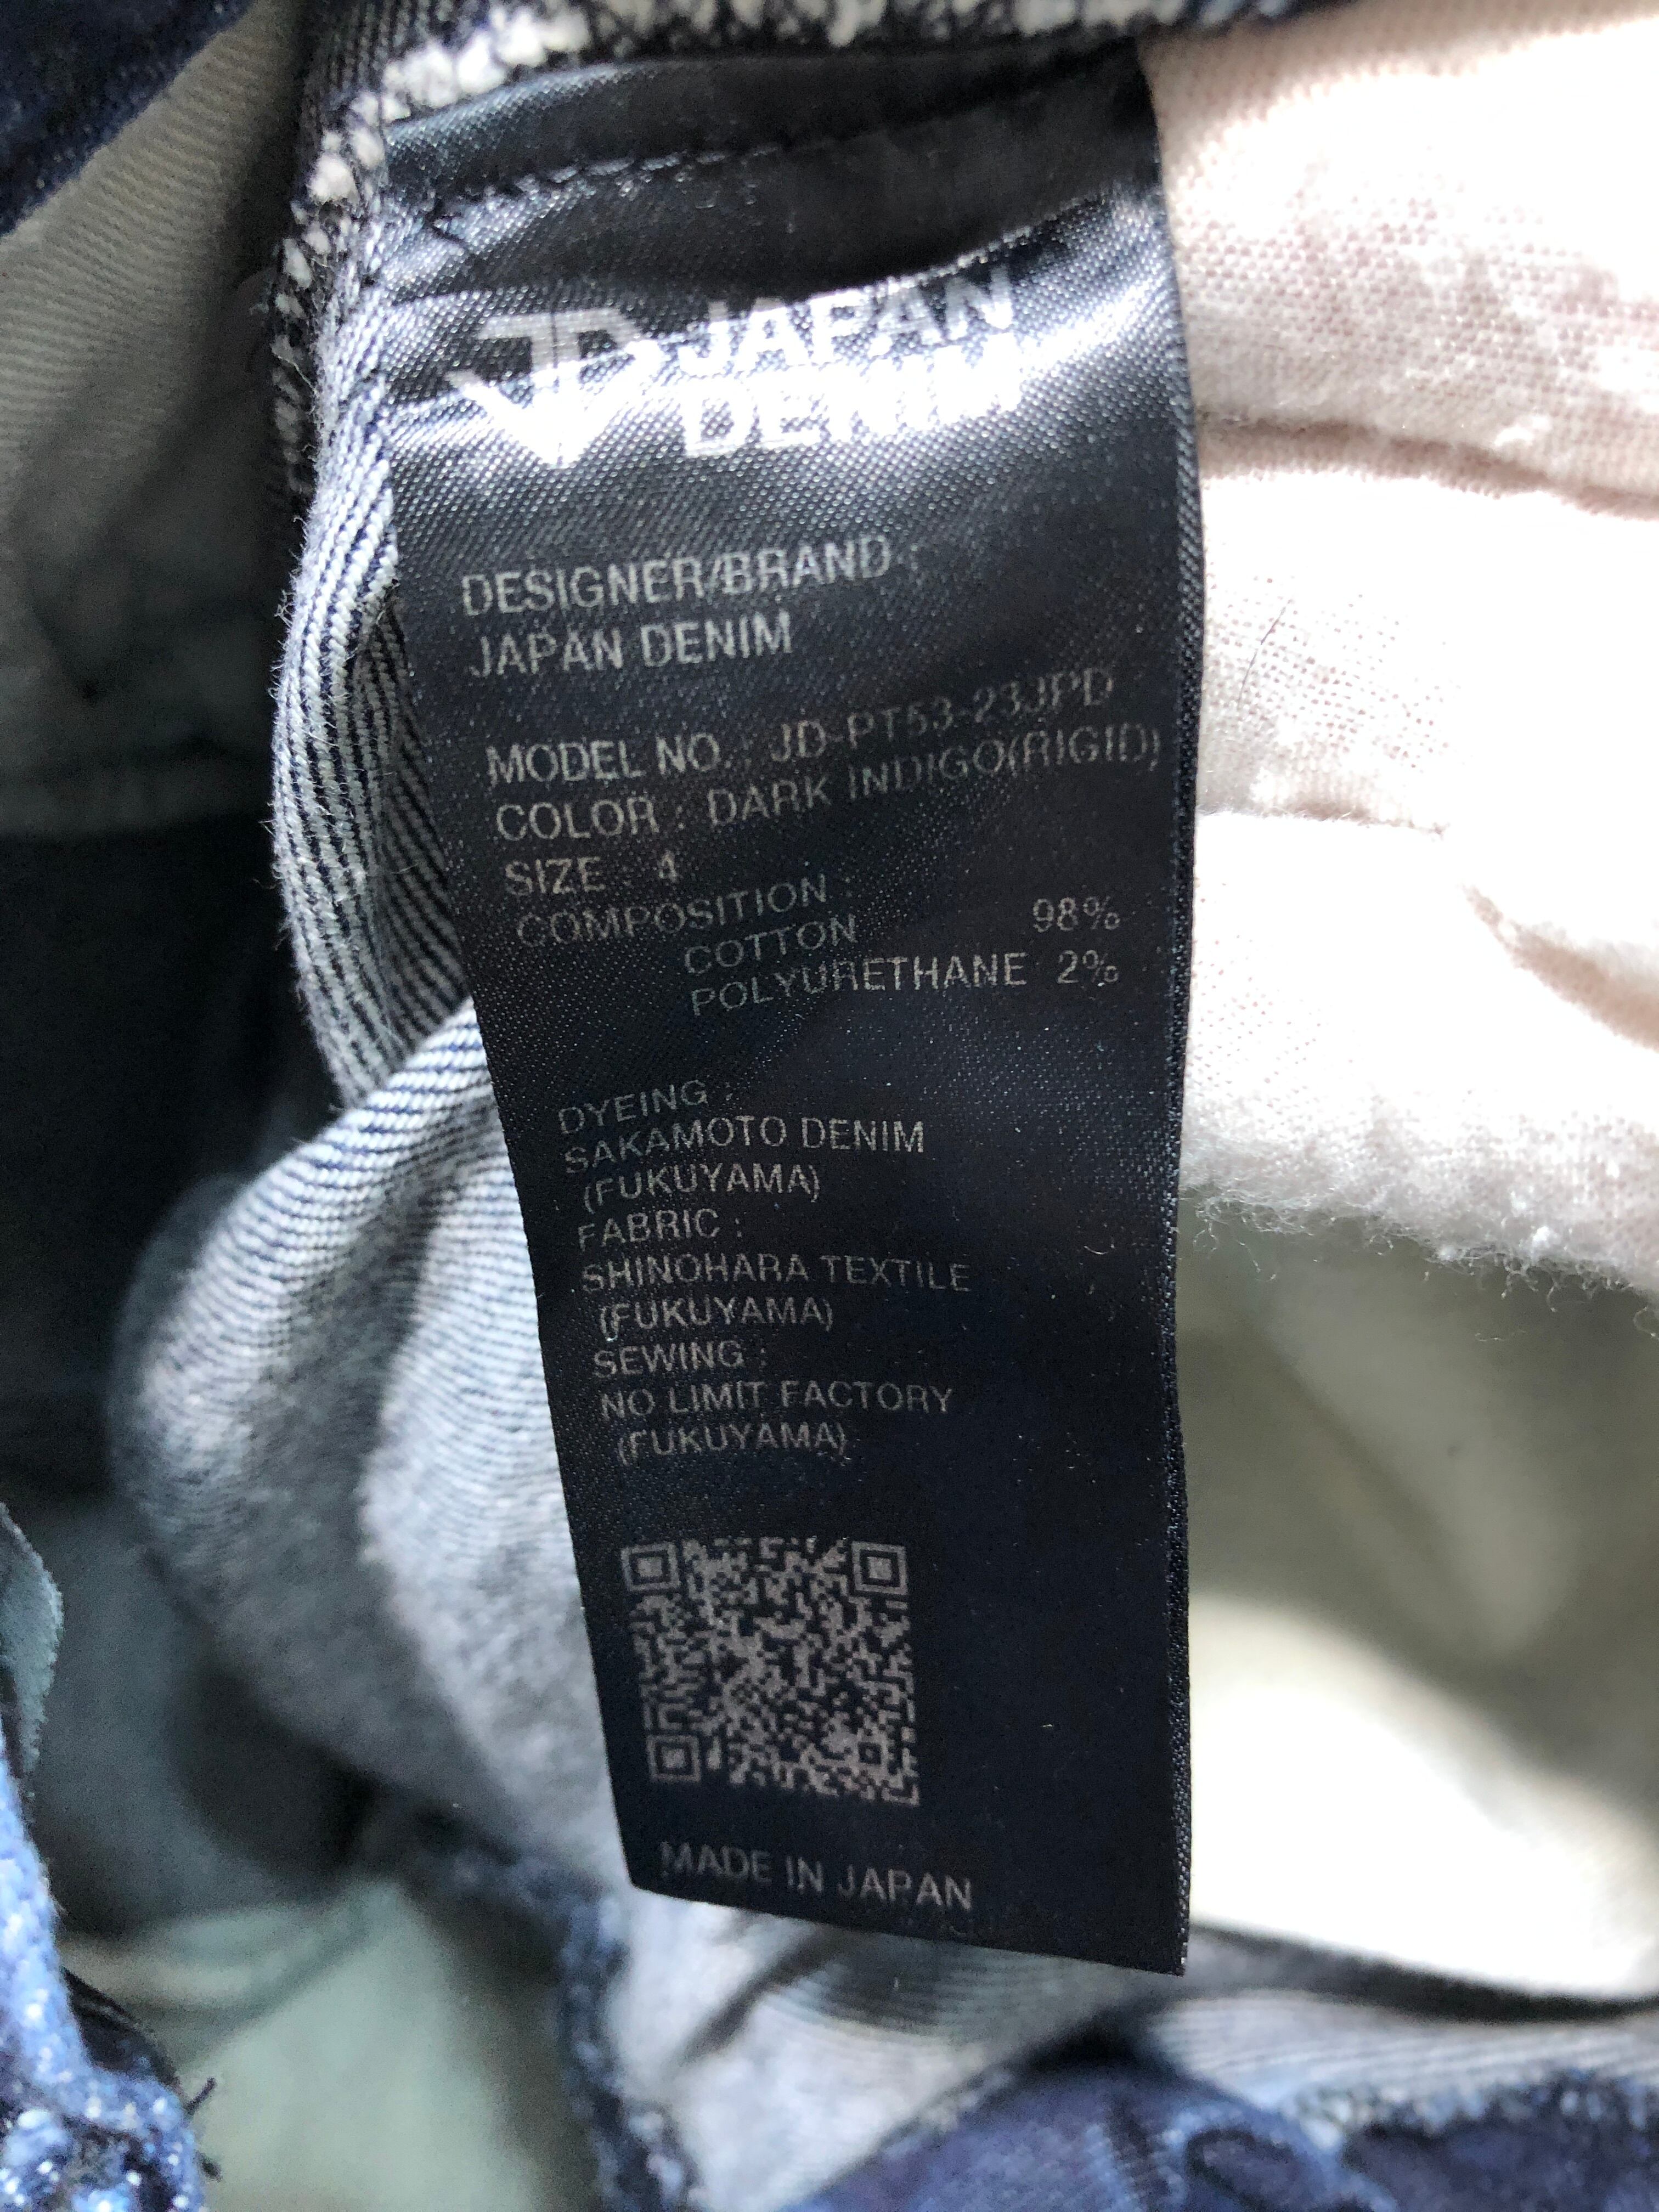 JD JAPAN
DENIM
DESIGNER/BRAND :
JAPAN DENIM
MODEL NO. : JD-PT53-23JPD
COLOR : DARK INDIGO(RIGID)
SIZE : 4
COMPOSITION :
COTTON 98%
POLYURETHANE 2%
DYEING :
SAKAMOTO DENIM
(FUKUYAMA)
FABRIC :
SHINOHARA TEXTILE
(FUKUYAMA)
SEWING :
NO LIMIT FACTORY
(FUKUYAMA)
MADE IN JAPAN